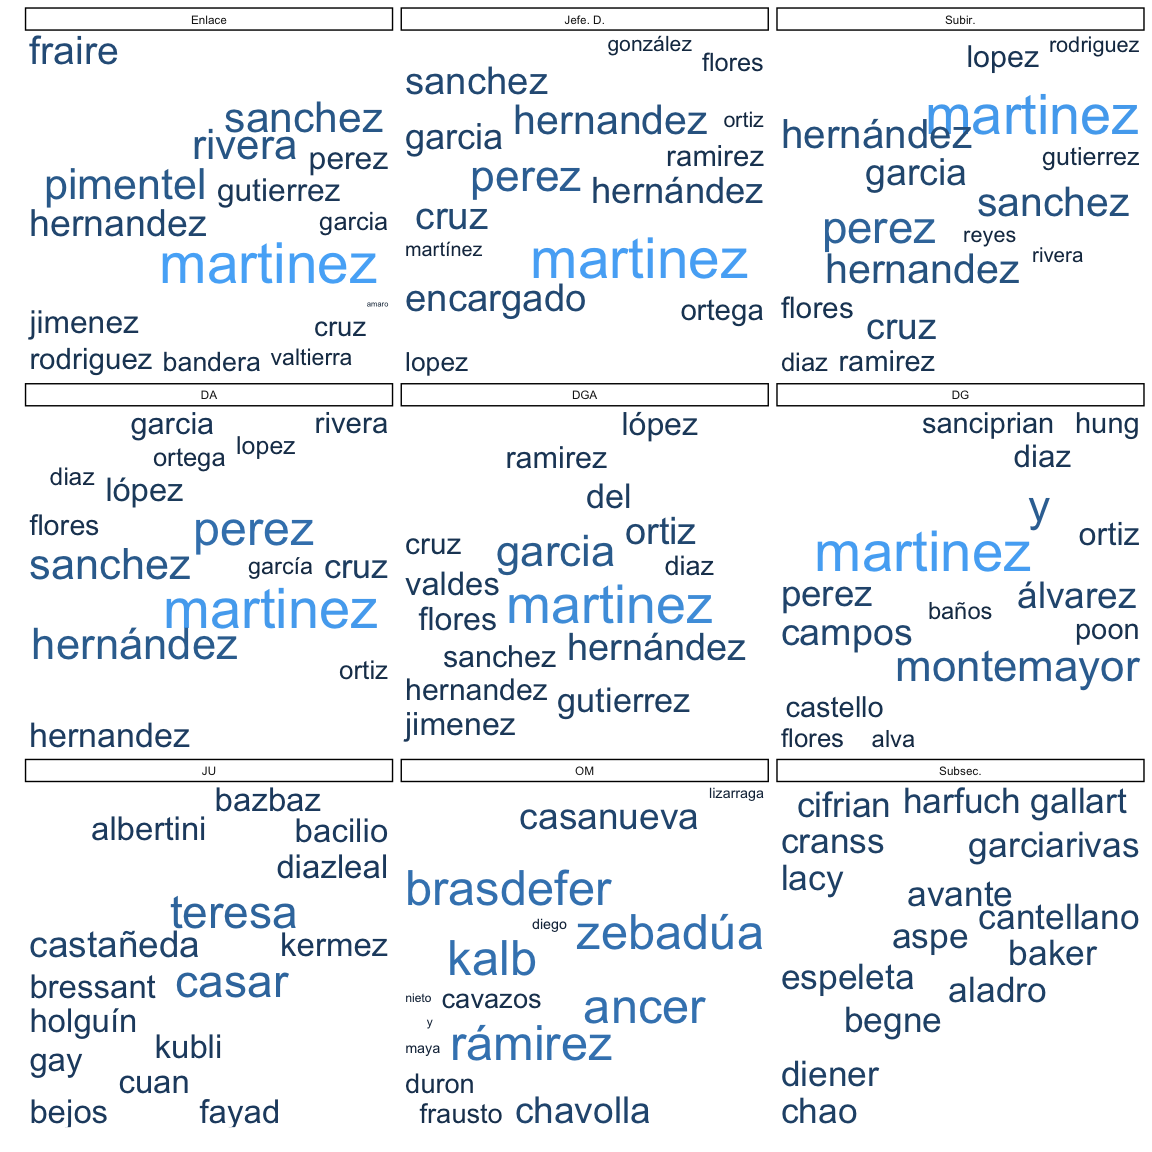 Enlace
fraire
sanchez
rivera perez
pimentel gutierrez
hernandez garcia
martinez
amaro
jimenez cruz
rodriguez bandera valtierra
Jefe. D.
gonzález
flores
sanchez
garcia hernandez ortiz
ramirez
perez hernández
cruz
martínez martinez
encargado ortega
lopez
Subir.
lopez rodriguez
martinez
hernández
garcia gutierrez
sanchez
perez reyes
hernandez rivera
flores
cruz
diaz ramirez
DA
garcia rivera
ortega lopez
diaz lópez
flores perez
sanchez garcía cruz
martinez
hernández
ortiz
hernandez
DGA
lópez
ramirez
del
cruz garcia ortiz
diaz
valdes
flores martinez
sanchez hernández
hernandez gutierrez
jimenez
DG
sanciprian hung
diaz
y
martinez ortiz
perez baños álvarez
campos poon
montemayor
castello
flores alva
JU
bazbaz
albertini bacilio
diazleal
teresa
castañeda kermez
bressant casar
holguín
gay kubli
cuan
bejos fayad
OM
lizarraga
casanueva
brasdefer
diego zebadúa
kalb
nieto cavazos ancer
y
maya rámirez
duron
frausto chavolla
Subsec.
cifrian harfuch gallart
cranss garciarivas
lacy
avante
cantellano
aspe baker
espeleta aladro
begne
diener
chao